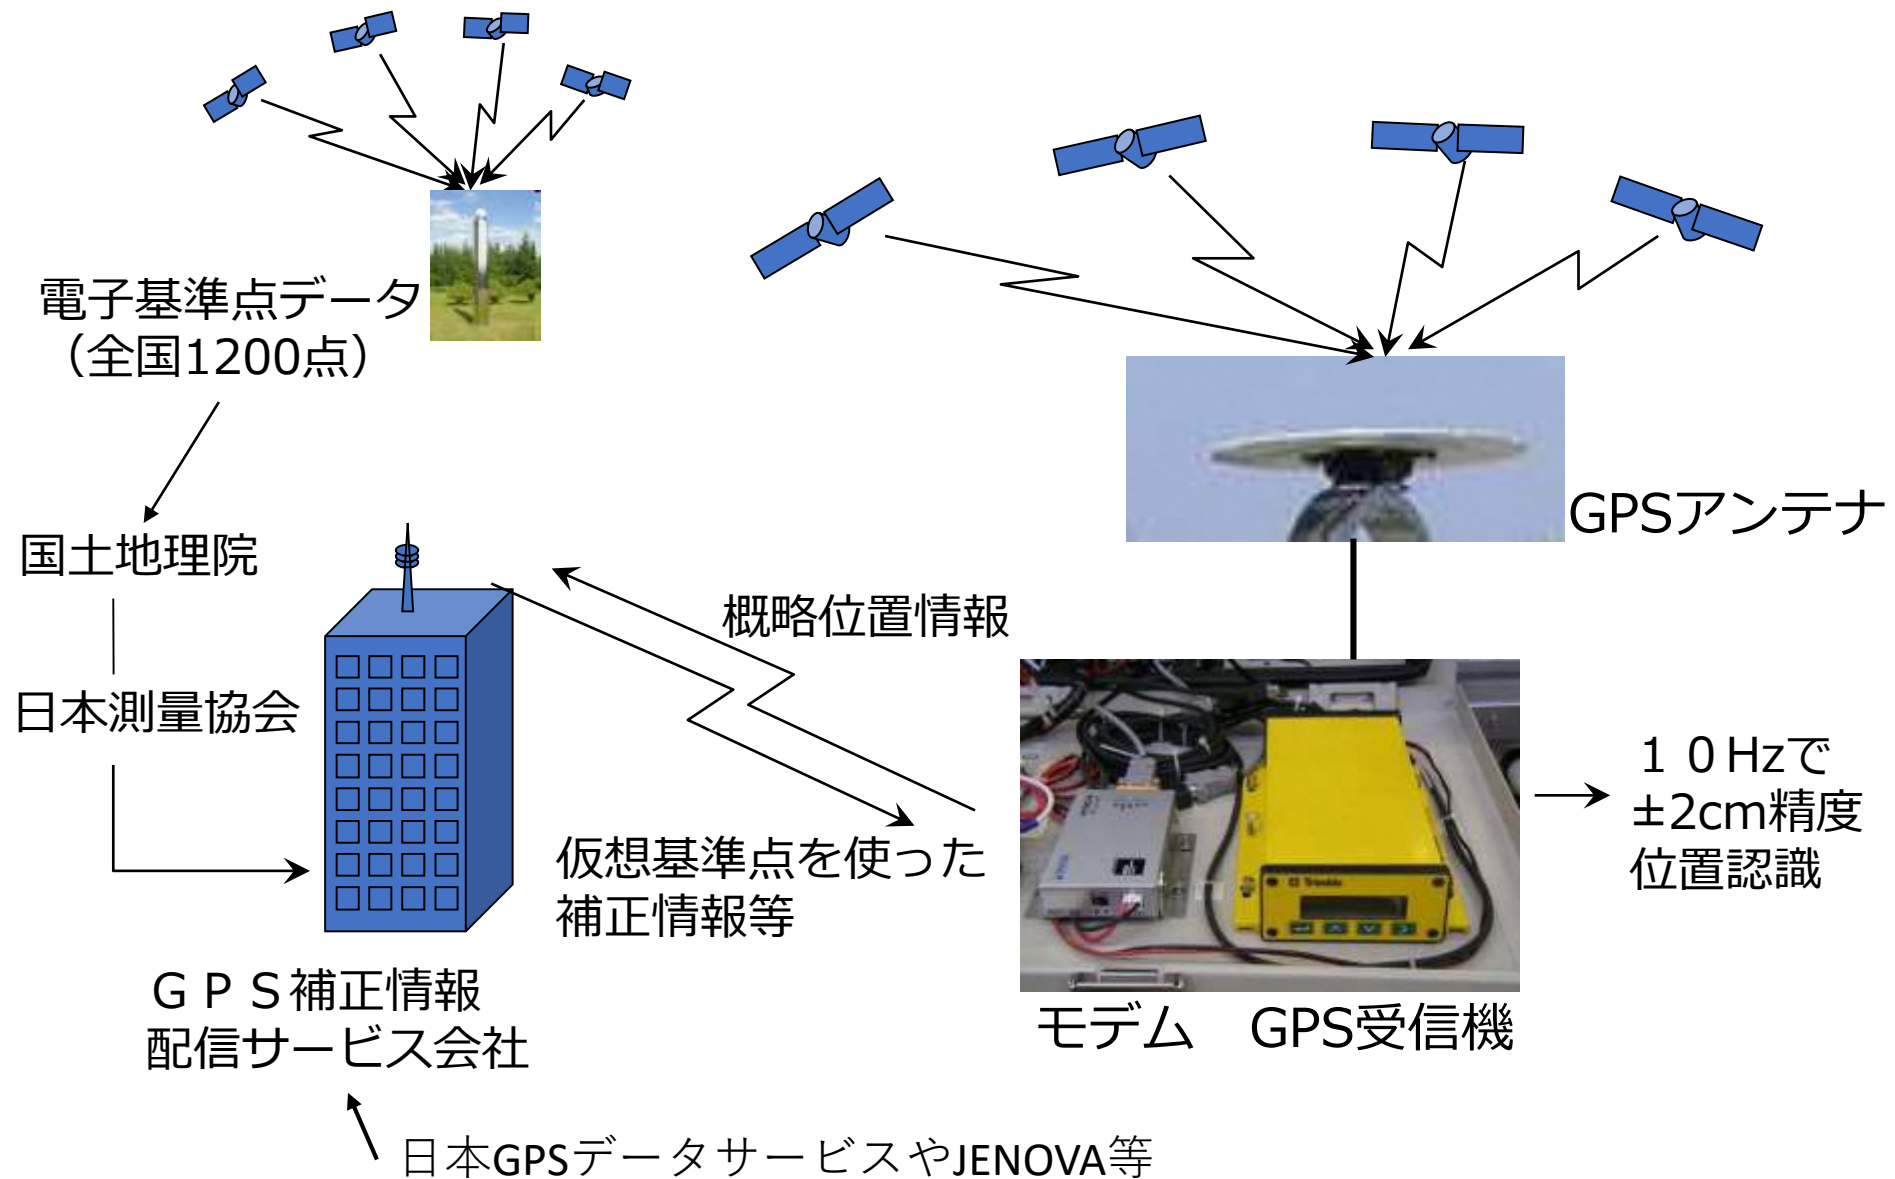 電子基準点データ
（全国1200点）
国土地理院
日本測量協会
ＧＰＳ補正情報
配信サービス会社
日本GPSデータサービスやJENOVA等
概略位置情報
仮想基準点を使った
補正情報等
GPSアンテナ
Trimble
モデム　GPS受信機
１０Hzで
±2cm精度
位置認識